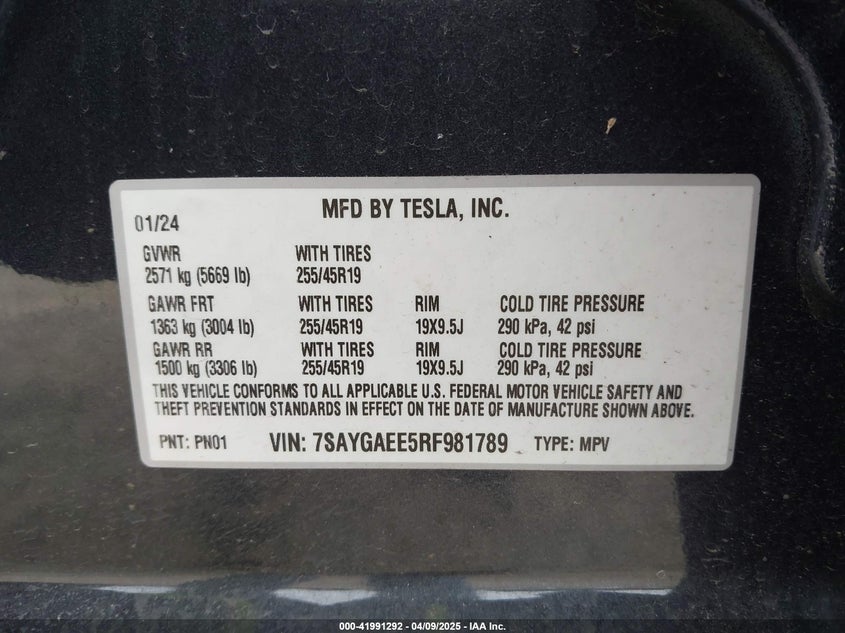 MFD BY TESLA, INC.
01/24
GVWR WITH TIRES
2571 kg (5669 lb) 255/45R19
GAWR FRT WITH TIRES RIM COLD TIRE PRESSURE
1363 kg (3004 lb) 255/45R19 19X9.5J 290 kPa, 42 psi
GAWR RR WITH TIRES RIM COLD TIRE PRESSURE
1500 kg (3306 lb) 255/45R19 19X9.5J 290 kPa, 42 psi
THIS VEHICLE CONFORMS TO ALL APPLICABLE U.S. FEDERAL MOTOR VEHICLE SAFETY AND
THEFT PREVENTION STANDARDS IN EFFECT ON THE DATE OF MANUFACTURE SHOWN ABOVE.
PNT: PN01 VIN: 7SAYGAEE5RF981789 TYPE: MPV
000-41991292 - 04/09/2025 - IAA Inc.